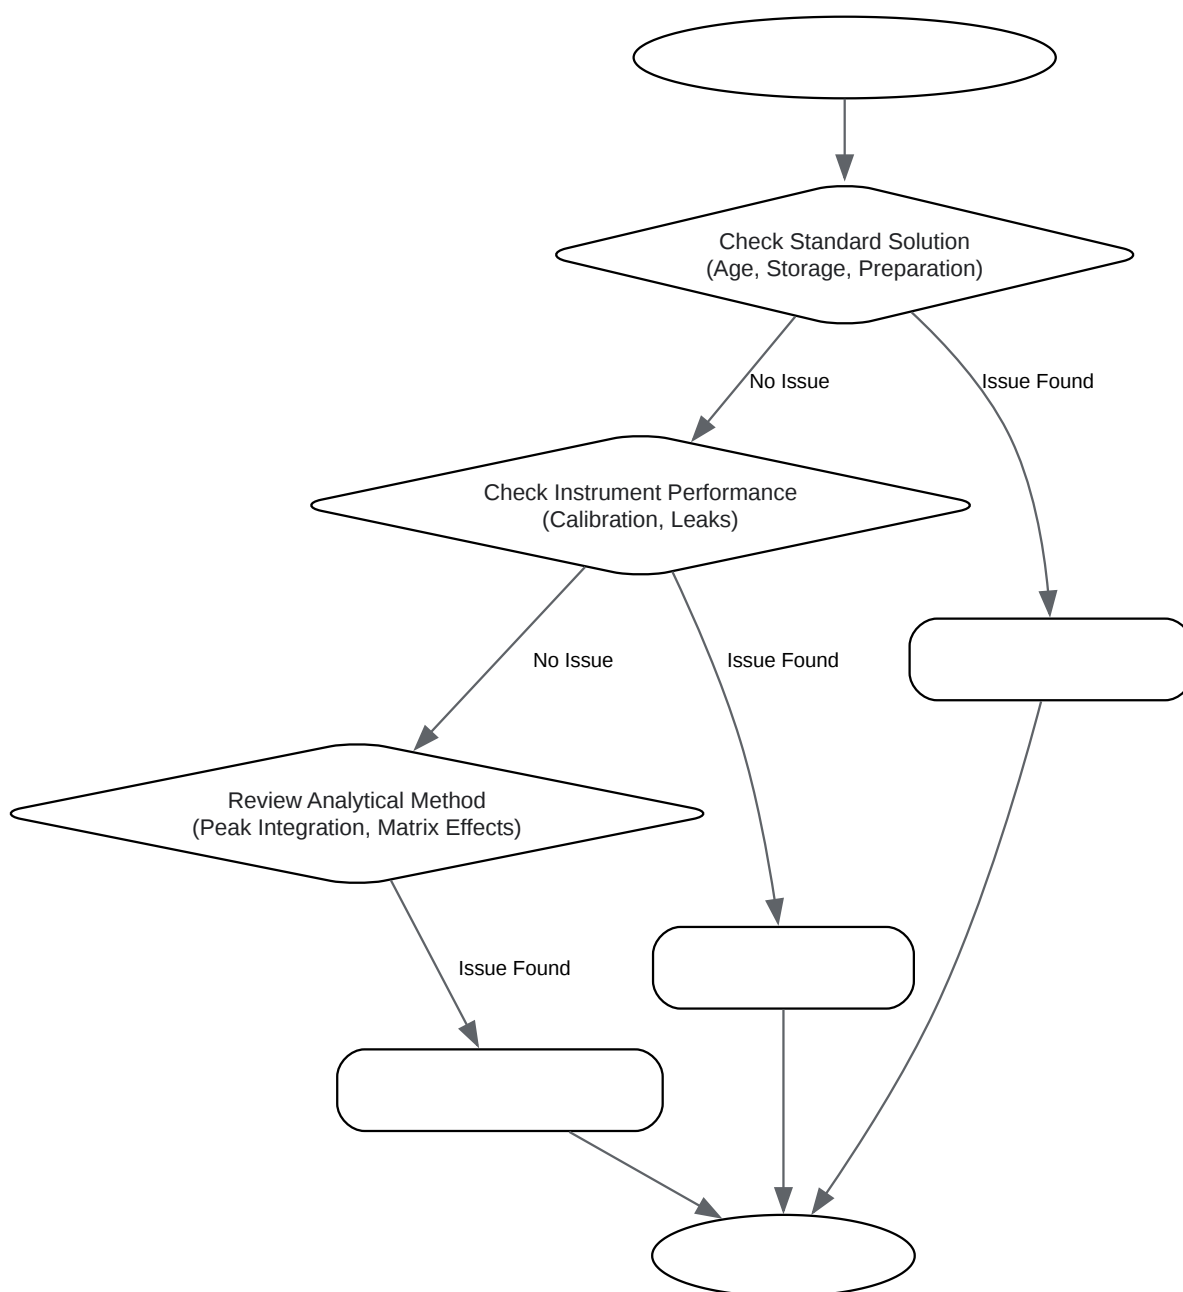 Check Standard Solution
(Age, Storage, Preparation)
No Issue
Issue Found
Check Instrument Performance
(Calibration, Leaks)
No Issue
Issue Found
Review Analytical Method
(Peak Integration, Matrix Effects)
Issue Found